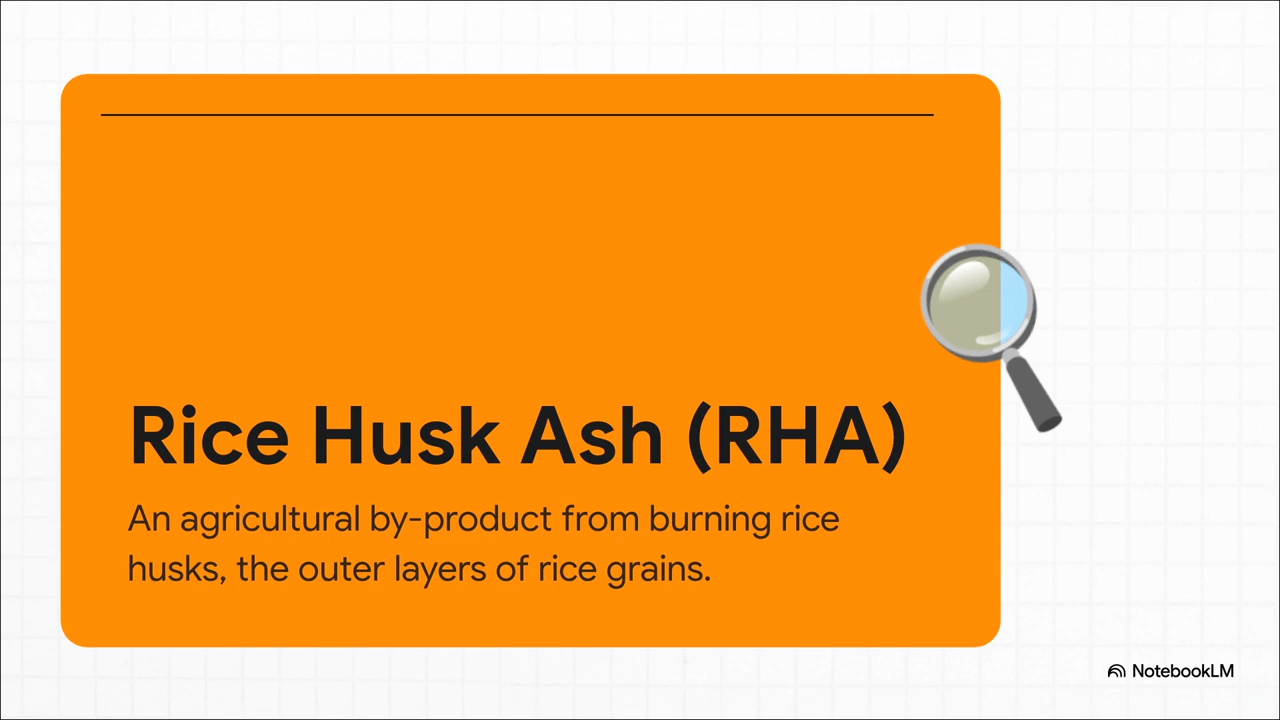 Rice Husk Ash (RHA)
An agricultural by-product from burning rice
husks, the outer layers of rice grains.
NotebookLM